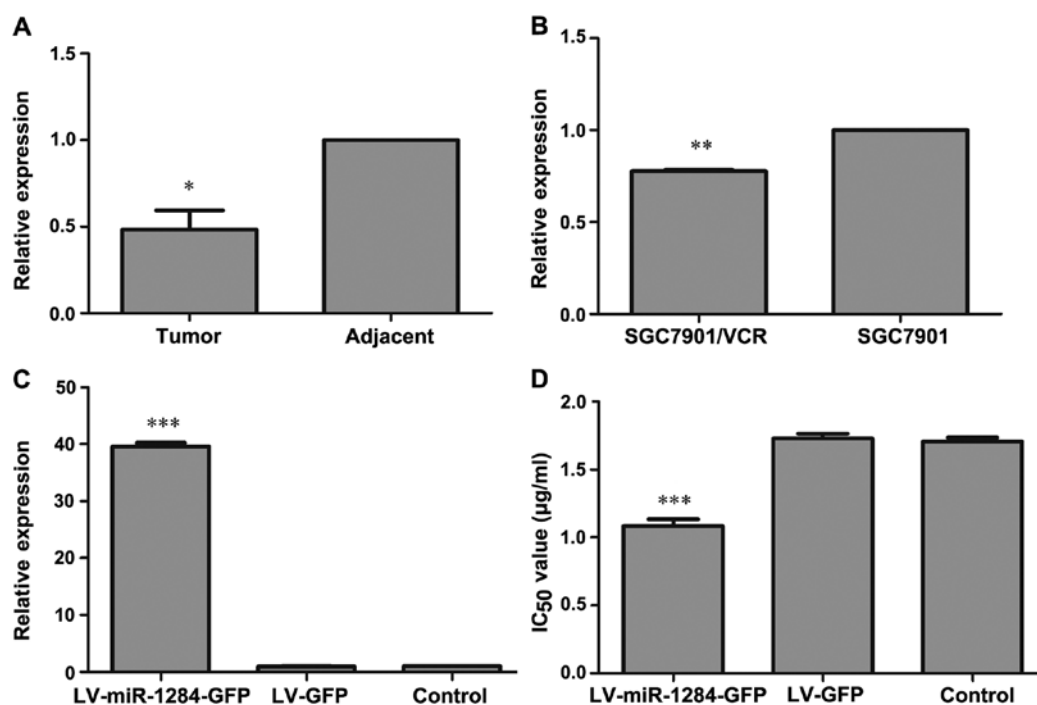 A
Relative expression
1.5
1.0
0.5
0.0
*
Tumor
Adjacent
B
Relative expression
1.5
1.0
0.5
0.0
**
SGC7901/VCR
SGC7901
C
Relative expression
50
40
30
20
10
0
***
LV-miR-1284-GFP
LV-GFP
Control
D
IC50 value (µg/ml)
2.0
1.5
1.0
0.5
0.0
***
LV-miR-1284-GFP
LV-GFP
Control